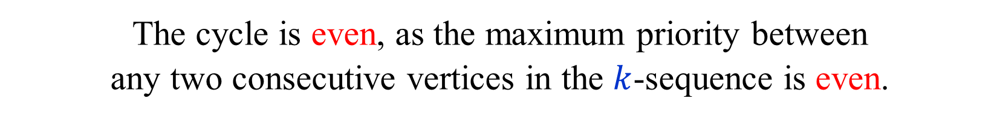 The cycle is even, as the maximum priority between
any two consecutive vertices in the k-sequence is even.